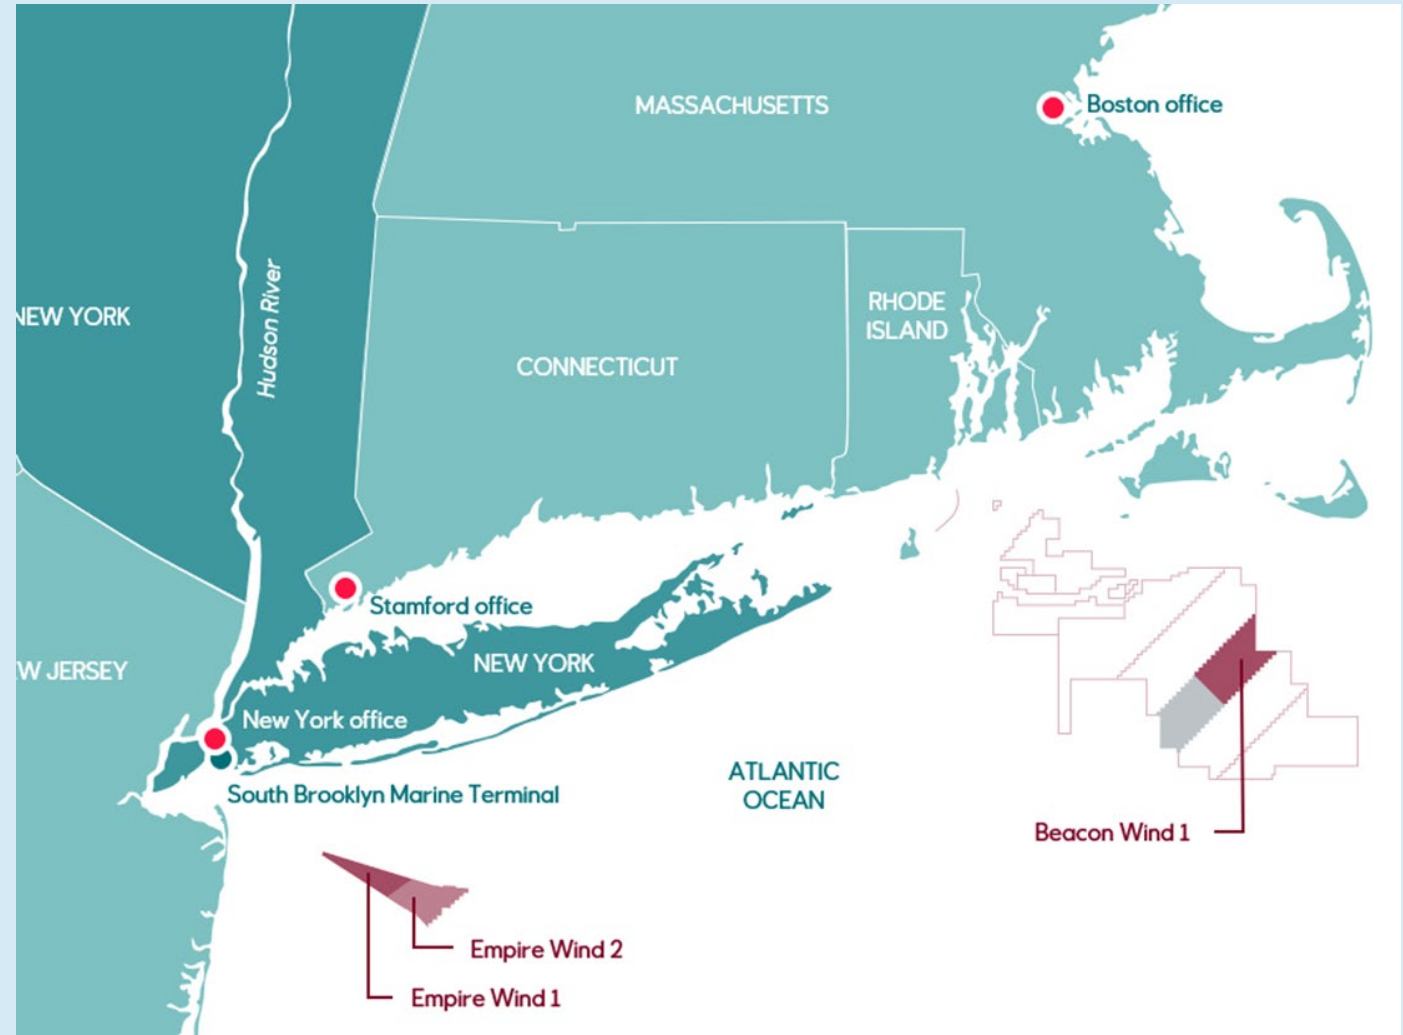 MASSACHUSETTS
Boston office
NEW YORK
Hudson River
RHODE
ISLAND
CONNECTICUT
Stamford office
NEW YORK
W JERSEY
New York office
South Brooklyn Marine Terminal
ATLANTIC
OCEAN
Beacon Wind 1
Empire Wind 2
Empire Wind 1